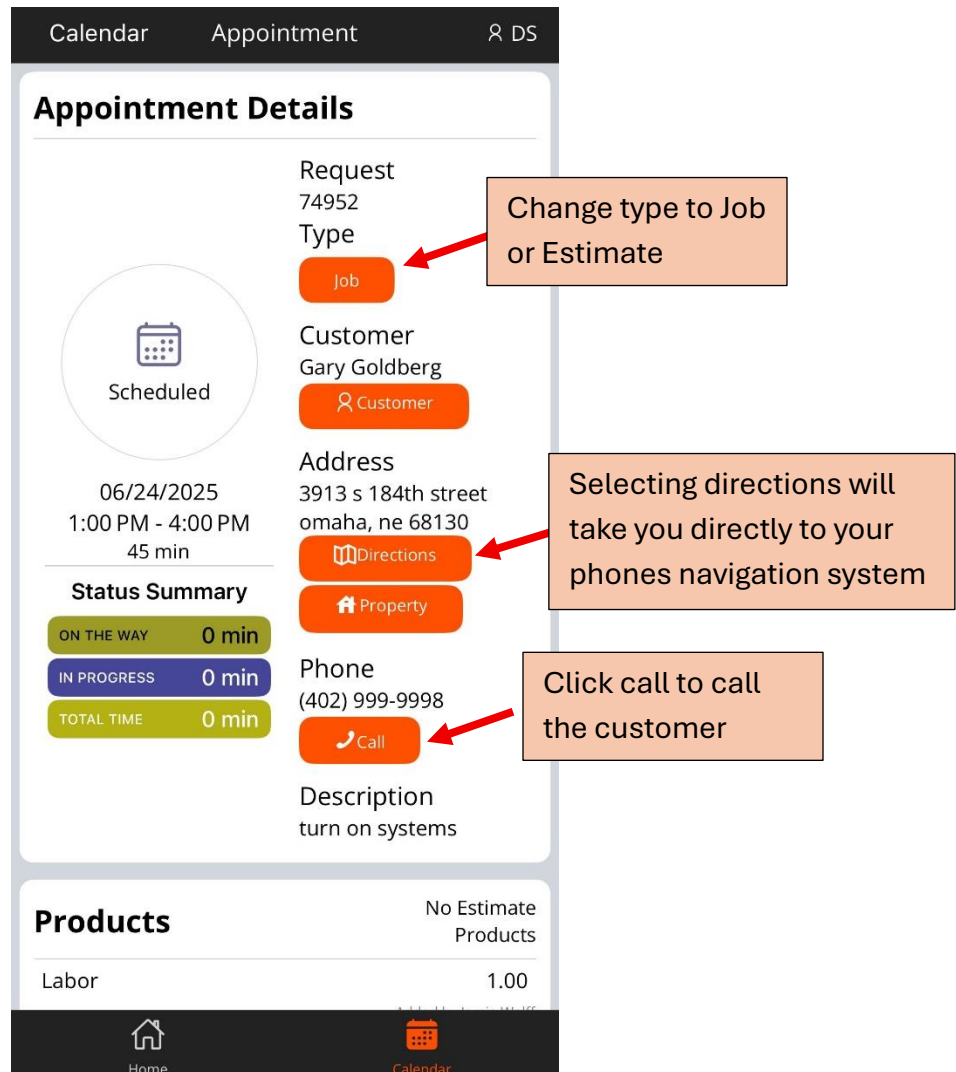 Calendar Appointment DS
Appointment Details
Request
74952
Type
Job
Change type to Job
or Estimate
Scheduled
06/24/2025
1:00 PM - 4:00 PM
45 min
Status Summary
ON THE WAY 0 min
IN PROGRESS 0 min
TOTAL TIME 0 min
Customer
Gary Goldberg
Customer
Address
3913 s 184th street
omaha, ne 68130
Directions
Property
Selecting directions will
take you directly to your
phones navigation system
Phone
(402) 999-9998
Call
Click call to call
the customer
Description
turn on systems
Products
No Estimate
Products
Labor 1.00
Home Calendar